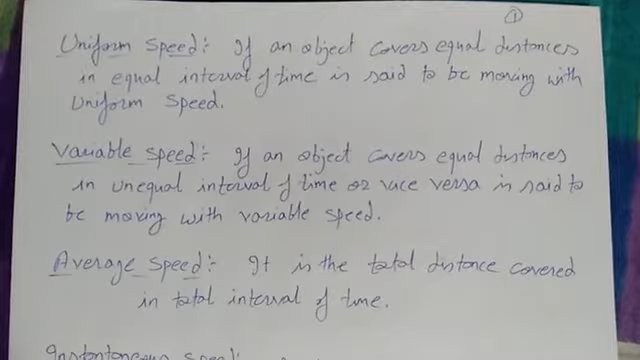 ①
Uniform Speed:- If an object covers equal distances
in equal interval of time is said to be moving with
Uniform Speed.
Variable speed:- If an object covers equal distances
in unequal interval of time or vice versa is said to
be moving with variable speed.
Average speed:- It is the total distance covered
in total interval of time.
Instantaneous speed: